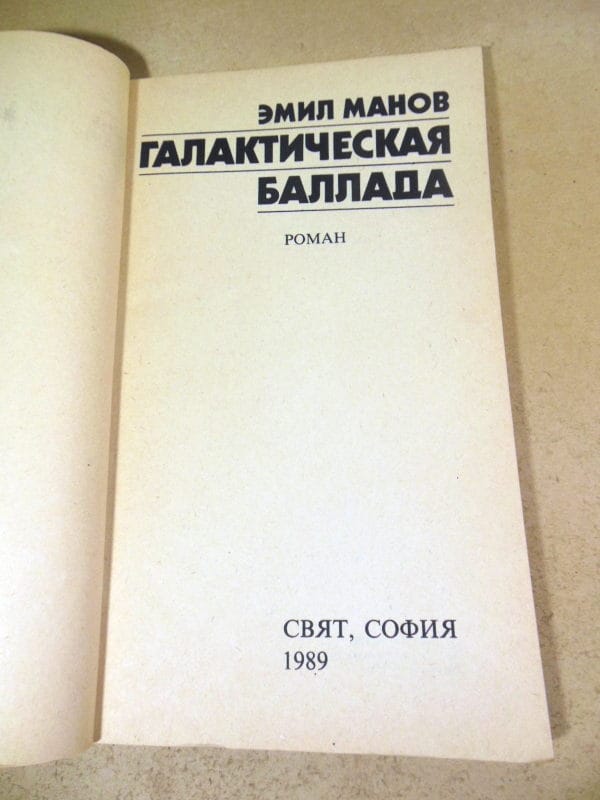 ЭМИЛ МАНОВ
ГАЛАКТИЧЕСКАЯ
БАЛЛАДА
РОМАН
СВЯТ, СОФИЯ
1989